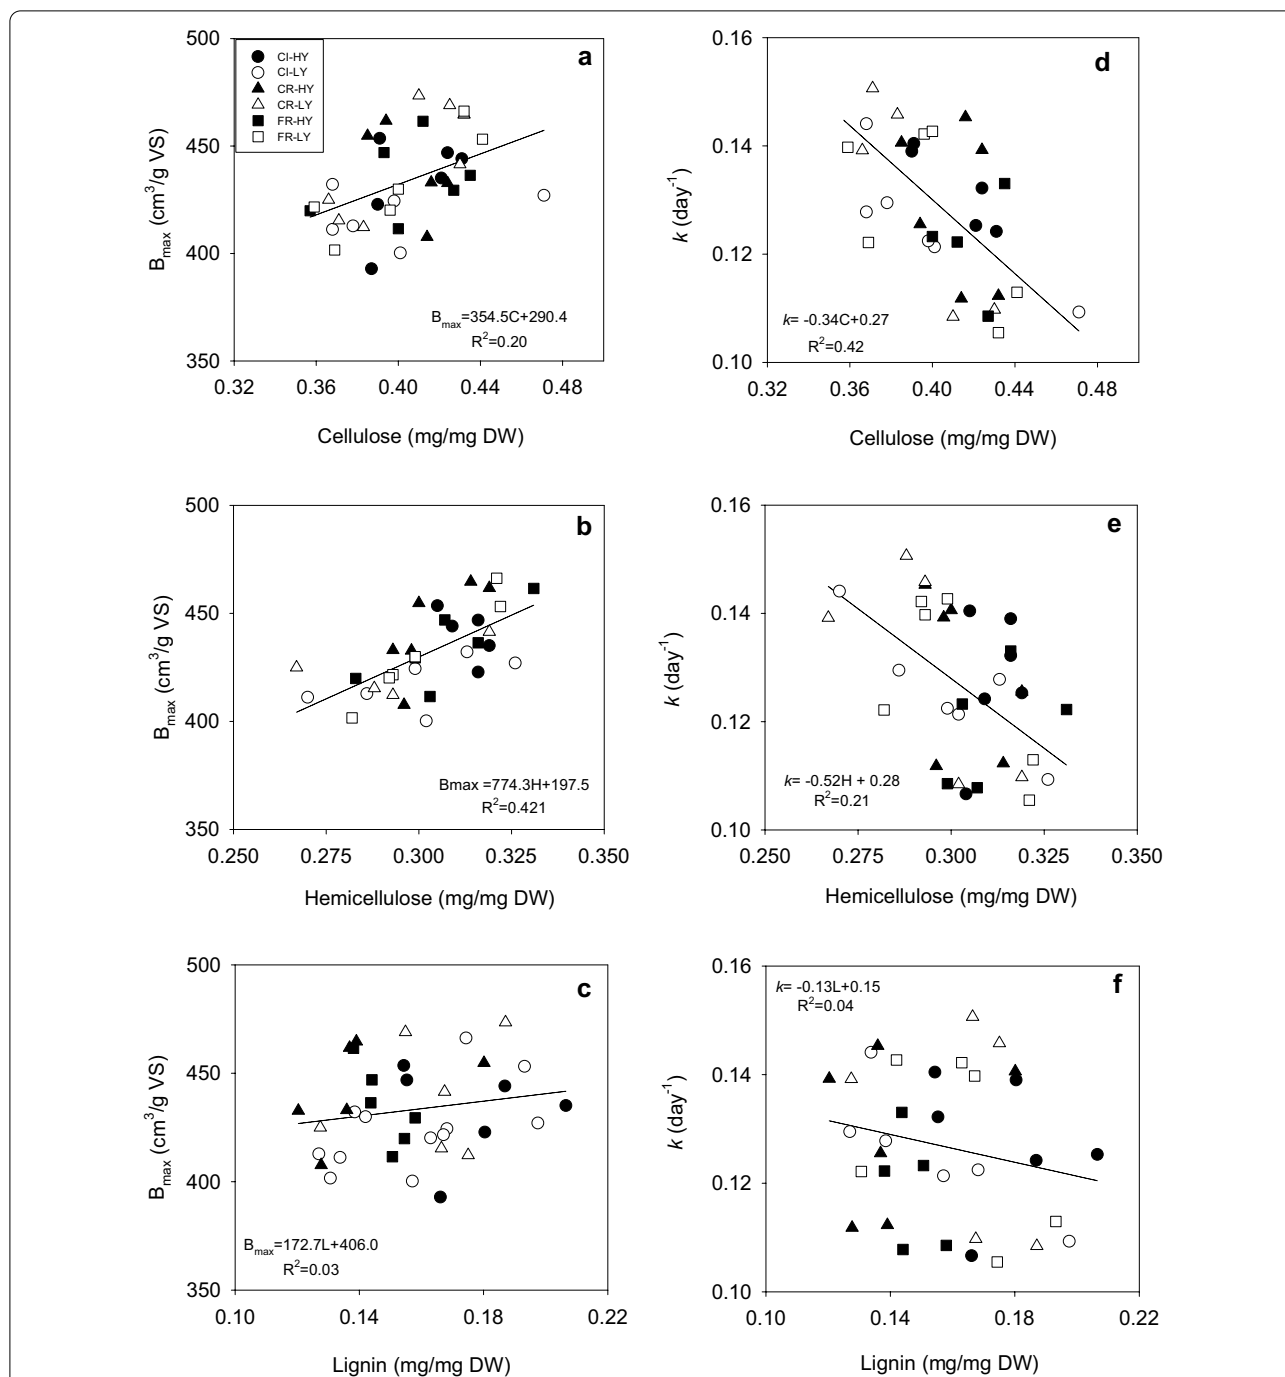 500
450
400
350
0.32
0.36
0.40
0.44
0.48
Bmax (cm³/g VS)
Cellulose (mg/mg DW)
CI-HY
CI-LY
CR-HY
CR-LY
FR-HY
FR-LY
a
Bmax=354.5C+290.4
R²=0.20
0.16
0.14
0.12
0.10
0.32
0.36
0.40
0.44
0.48
k (day⁻¹)
Cellulose (mg/mg DW)
d
k= -0.34C+0.27
R²=0.42
500
450
400
350
0.250
0.275
0.300
0.325
0.350
Bmax (cm³/g VS)
Hemicellulose (mg/mg DW)
b
Bmax =774.3H+197.5
R²=0.421
0.16
0.14
0.12
0.10
0.250
0.275
0.300
0.325
0.350
k (day⁻¹)
Hemicellulose (mg/mg DW)
e
k= -0.52H + 0.28
R²=0.21
500
450
400
350
0.10
0.14
0.18
0.22
Bmax (cm³/g VS)
Lignin (mg/mg DW)
c
Bmax=172.7L+406.0
R²=0.03
0.16
0.14
0.12
0.10
0.10
0.14
0.18
0.22
k (day⁻¹)
Lignin (mg/mg DW)
f
k= -0.13L+0.15
R²=0.04